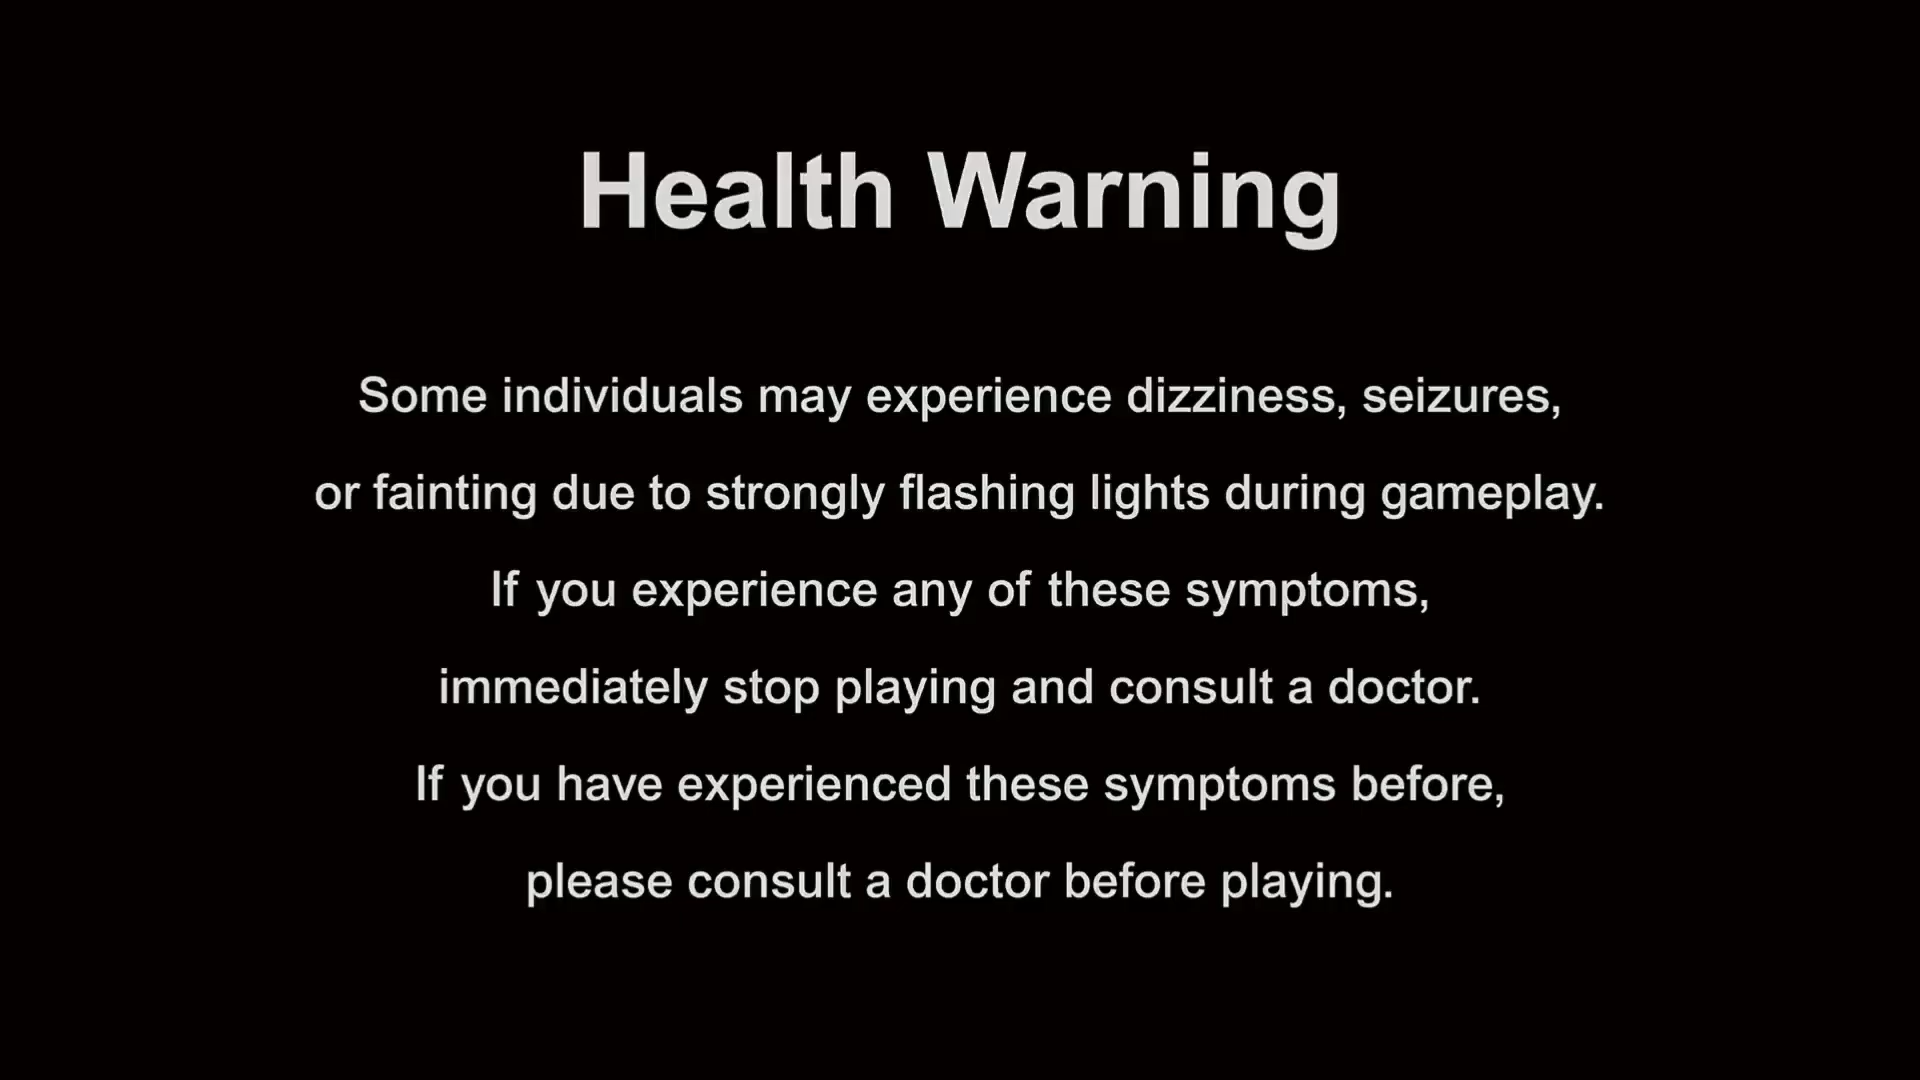 Health Warning
Some individuals may experience dizziness, seizures,
or fainting due to strongly flashing lights during gameplay.
If you experience any of these symptoms,
immediately stop playing and consult a doctor.
If you have experienced these symptoms before,
please consult a doctor before playing.